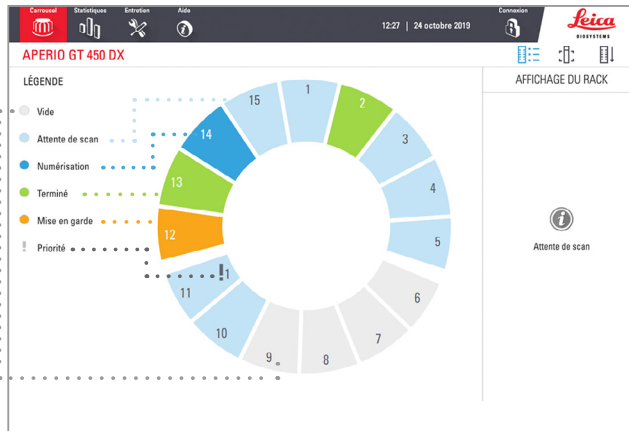 Carrousel Statistiques Entretien Aide
12:27 | 24 octobre 2019
Connexion
Leica
BIOSYSTEMS
APERIO GT 450 DX
LÉGENDE
Vide
Attente de scan
Numérisation
Terminé
Mise en garde
! Priorité
1
2
3
4
5
6
7
8
9
10
11
!1
12
13
14
15
AFFICHAGE DU RACK
i
Attente de scan